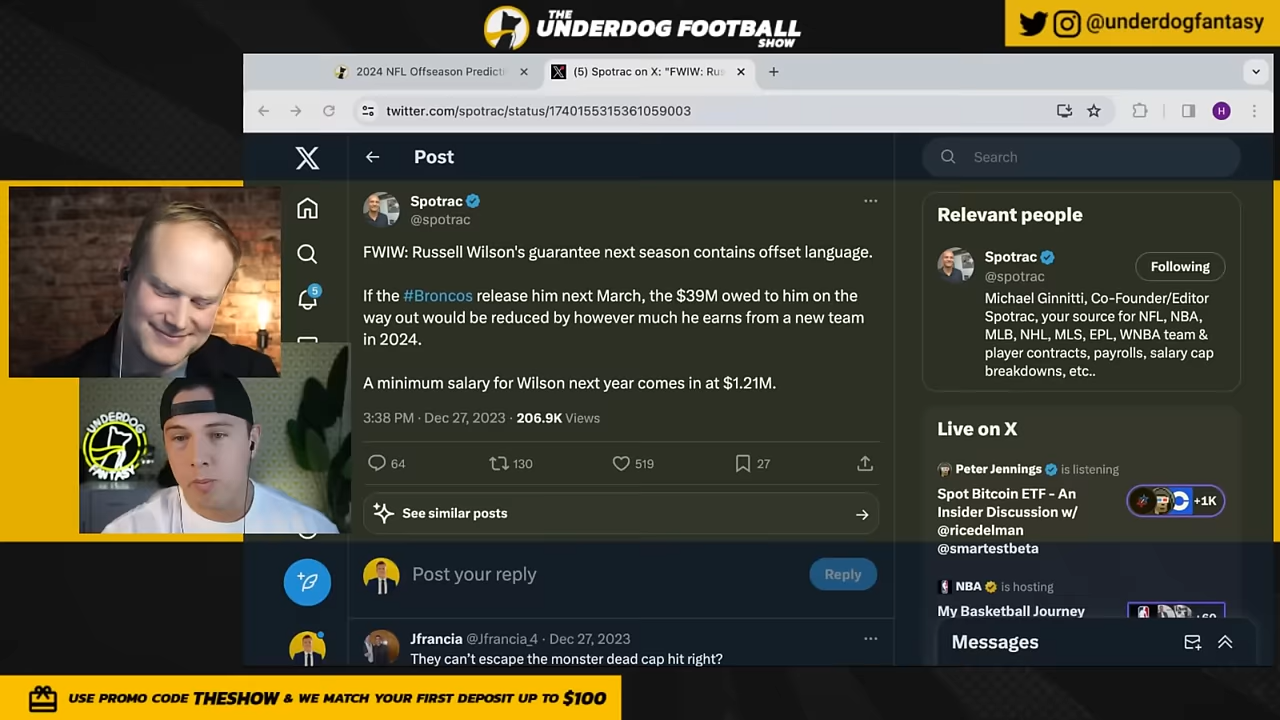 THE
UNDERDOG FOOTBALL
SHOW
@underdogfantasy
2024 NFL Offseason Predicti
(5) Spotrac on X: "FWIW: Rus
twitter.com/spotrac/status/1740155315361059003
H
Post
Search
Spotrac
@spotrac
FWIW: Russell Wilson's guarantee next season contains offset language.
If the #Broncos release him next March, the $39M owed to him on the
way out would be reduced by however much he earns from a new team
in 2024.
A minimum salary for Wilson next year comes in at $1.21M.
3:38 PM · Dec 27, 2023 · 206.9K Views
64
130
519
27
See similar posts
Post your reply
Reply
Jfrancia @Jfrancia_4 · Dec 27, 2023
They can't escape the monster dead cap hit right?
5
Relevant people
Spotrac
@spotrac
Following
Michael Ginnitti, Co-Founder/Editor
Spotrac, your source for NFL, NBA,
MLB, NHL, MLS, EPL, WNBA team &
player contracts, payrolls, salary cap
breakdowns, etc..
Live on X
Peter Jennings is listening
Spot Bitcoin ETF - An
Insider Discussion w/
@ricedelman
@smartestbeta
+1K
NBA is hosting
My Basketball Journey
Messages
UNDERDOG
FANTASY
USE PROMO CODE THESHOW & WE MATCH YOUR FIRST DEPOSIT UP TO $100